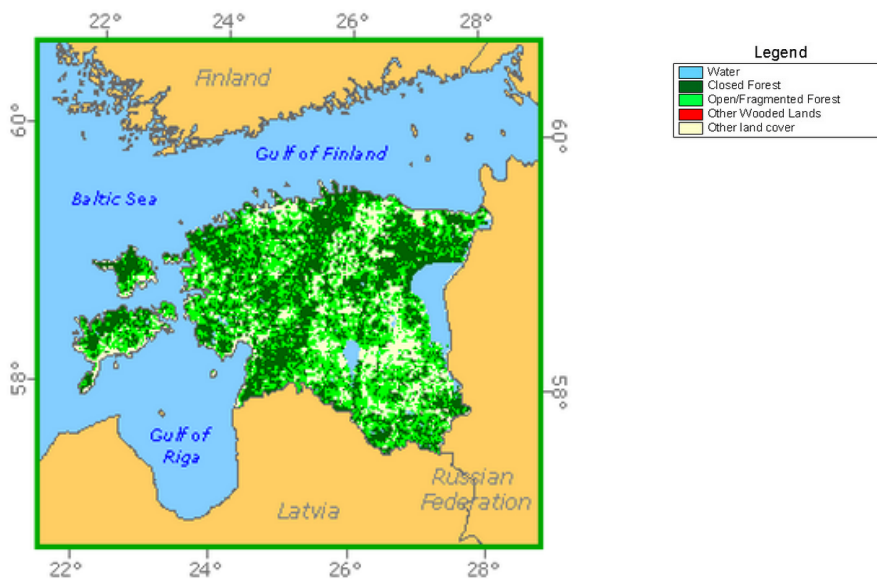 22° 24° 26° 28°
Finland
Legend
Water
Closed Forest
Open/Fragmented Forest
Other Wooded Lands
Other land cover
60° 60°
Gulf of Finland
Baltic Sea
58° 58°
Gulf of
Riga
Latvia
Russian
Federation
22° 24° 26° 28°